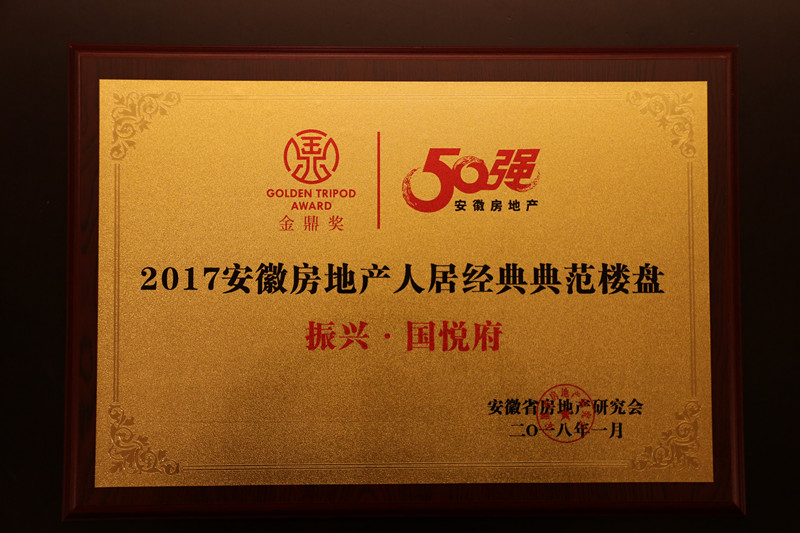 GOLDEN TRIPOD
AWARD
金鼎奖
50强
安徽房地产
2017安徽房地产人居经典典范楼盘
振兴·国悦府
安徽省房地产研究会
二〇一八年一月